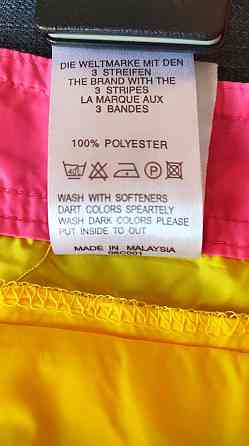 DIE WELTMARKE MIT DEN
3 STREIFEN
THE BRAND WITH THE
3 STRIPES
LA MARQUE AUX
3 BANDES
100% POLYESTER
WASH WITH SOFTENERS
DART COLORS SPEARTELY
WASH DARK COLORS PLEASE
PUT INSIDE TO OUT
MADE IN MALAYSIA